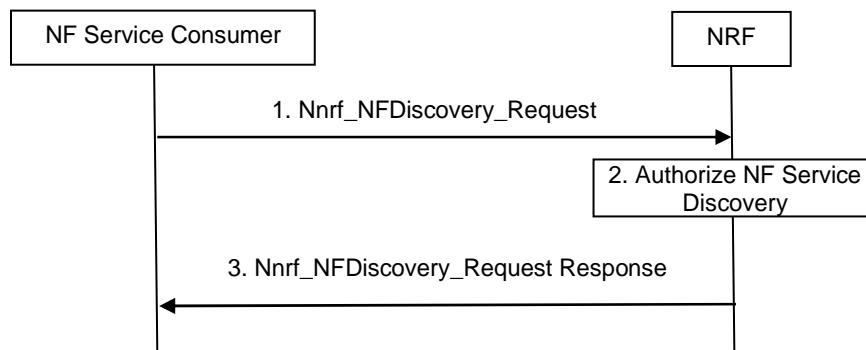 NF Service Consumer
NRF
1. Nnrf_NFDiscovery_Request
2. Authorize NF Service
Discovery
3. Nnrf_NFDiscovery_Request Response